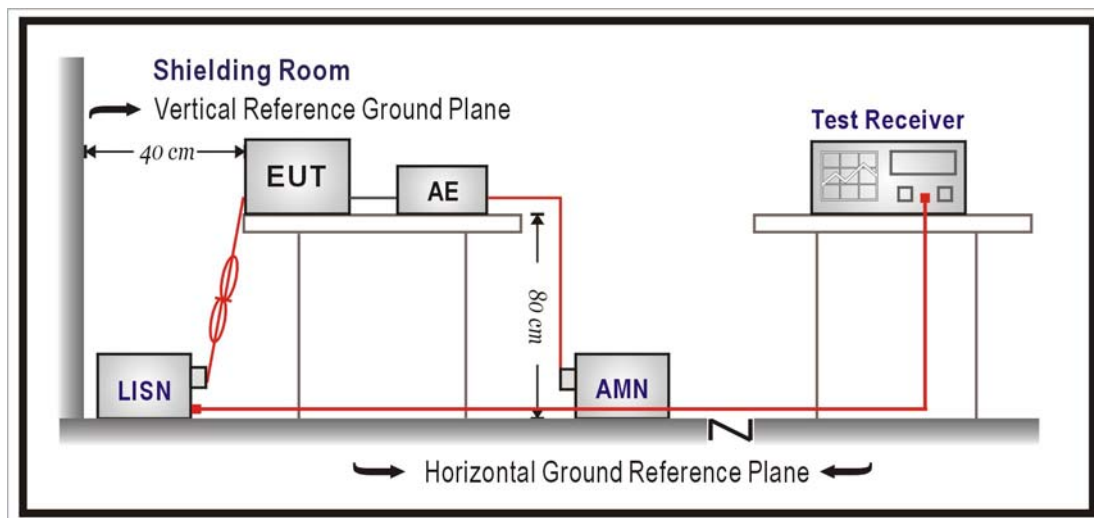 Shielding Room
Vertical Reference Ground Plane
40 cm
EUT
AE
Test Receiver
80 cm
LISN
AMN
Horizontal Ground Reference Plane